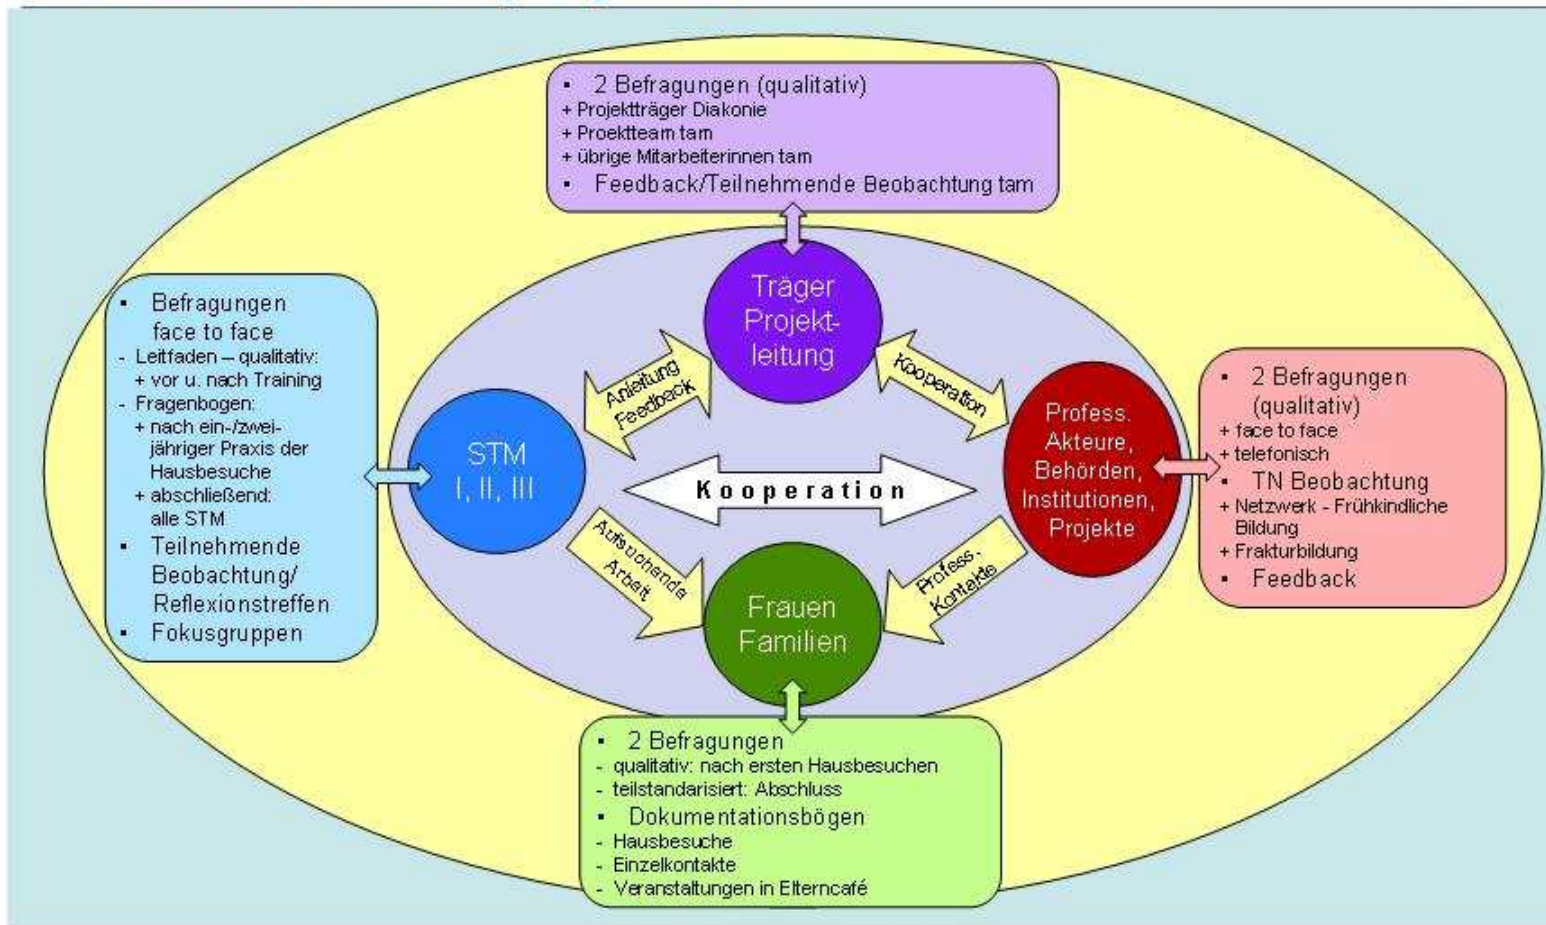 ▪ 2 Befragungen (qualitativ)
+ Projektträger Diakonie
+ Proektteam tam
+ übrige Mitarbeiterinnen tam
▪ Feedback/Teilnehmende Beobachtung tam
Träger
Projekt-
leitung
▪ Befragungen
face to face
- Leitfaden – qualitativ:
+ vor u. nach Training
- Fragenbogen:
+ nach ein-/zwei-
jähriger Praxis der
Hausbesuche
+ abschließend:
alle STM
▪ Teilnehmende
Beobachtung/
Reflexionstreffen
▪ Fokusgruppen
STM
I, II, III
Anleitung
Feedback
Kooperation
Kooperation
Aufsuchende
Arbeit
Profess.
Kontakte
Profess.
Akteure,
Behörden,
Institutionen,
Projekte
▪ 2 Befragungen
(qualitativ)
+ face to face
+ telefonisch
▪ TN Beobachtung
+ Netzwerk - Frühkindliche
Bildung
+ Frakturbildung
▪ Feedback
Frauen
Familien
▪ 2 Befragungen
- qualitativ: nach ersten Hausbesuchen
- teilstandarisiert: Abschluss
▪ Dokumentationsbögen
- Hausbesuche
- Einzelkontakte
- Veranstaltungen in Elterncafé